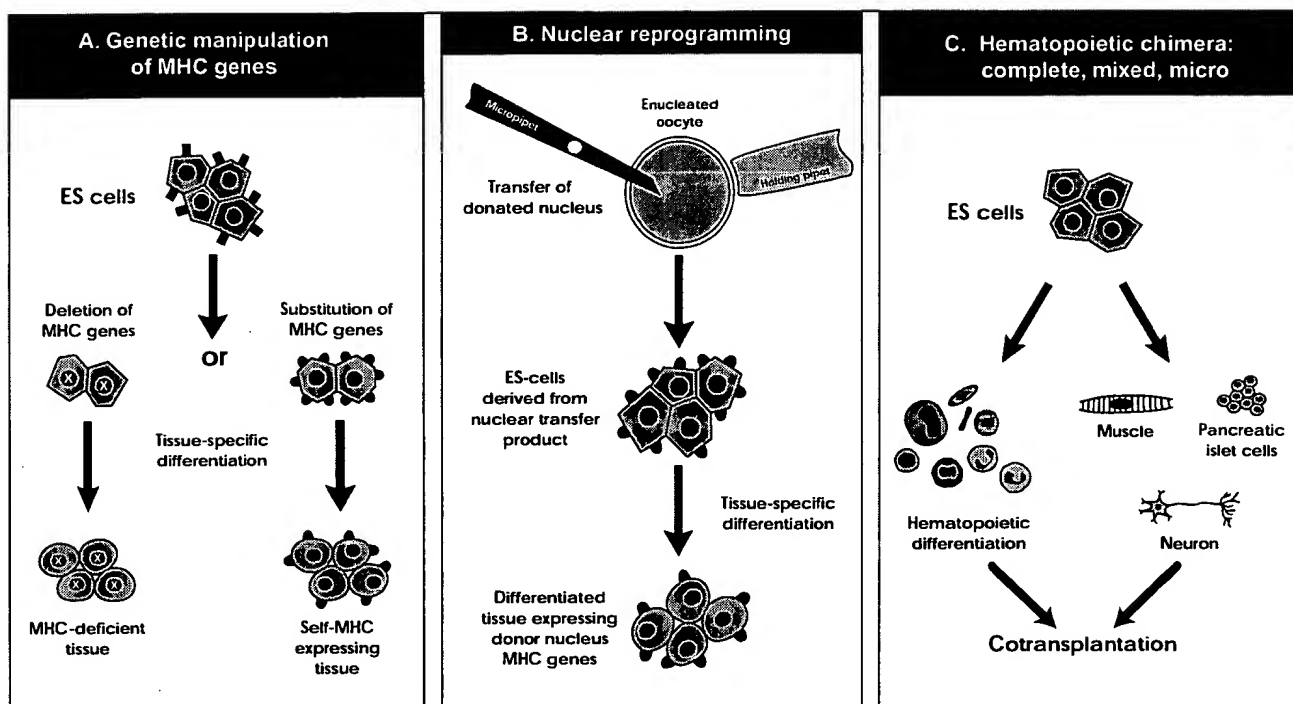 A. Genetic manipulation
of MHC genes
ES cells
Deletion of
MHC genes
or
Substitution of
MHC genes
X
X
Tissue-specific
differentiation
X
X
X
X
MHC-deficient
tissue
Self-MHC
expressing
tissue
B. Nuclear reprogramming
Micropipet
Enucleated
oocyte
Holding pipet
Transfer of
donated nucleus
ES-cells
derived from
nuclear transfer
product
Tissue-specific
differentiation
Differentiated
tissue expressing
donor nucleus
MHC genes
C. Hematopoietic chimera:
complete, mixed, micro
ES cells
Muscle
Pancreatic
islet cells
Hematopoietic
differentiation
Neuron
Cotransplantation